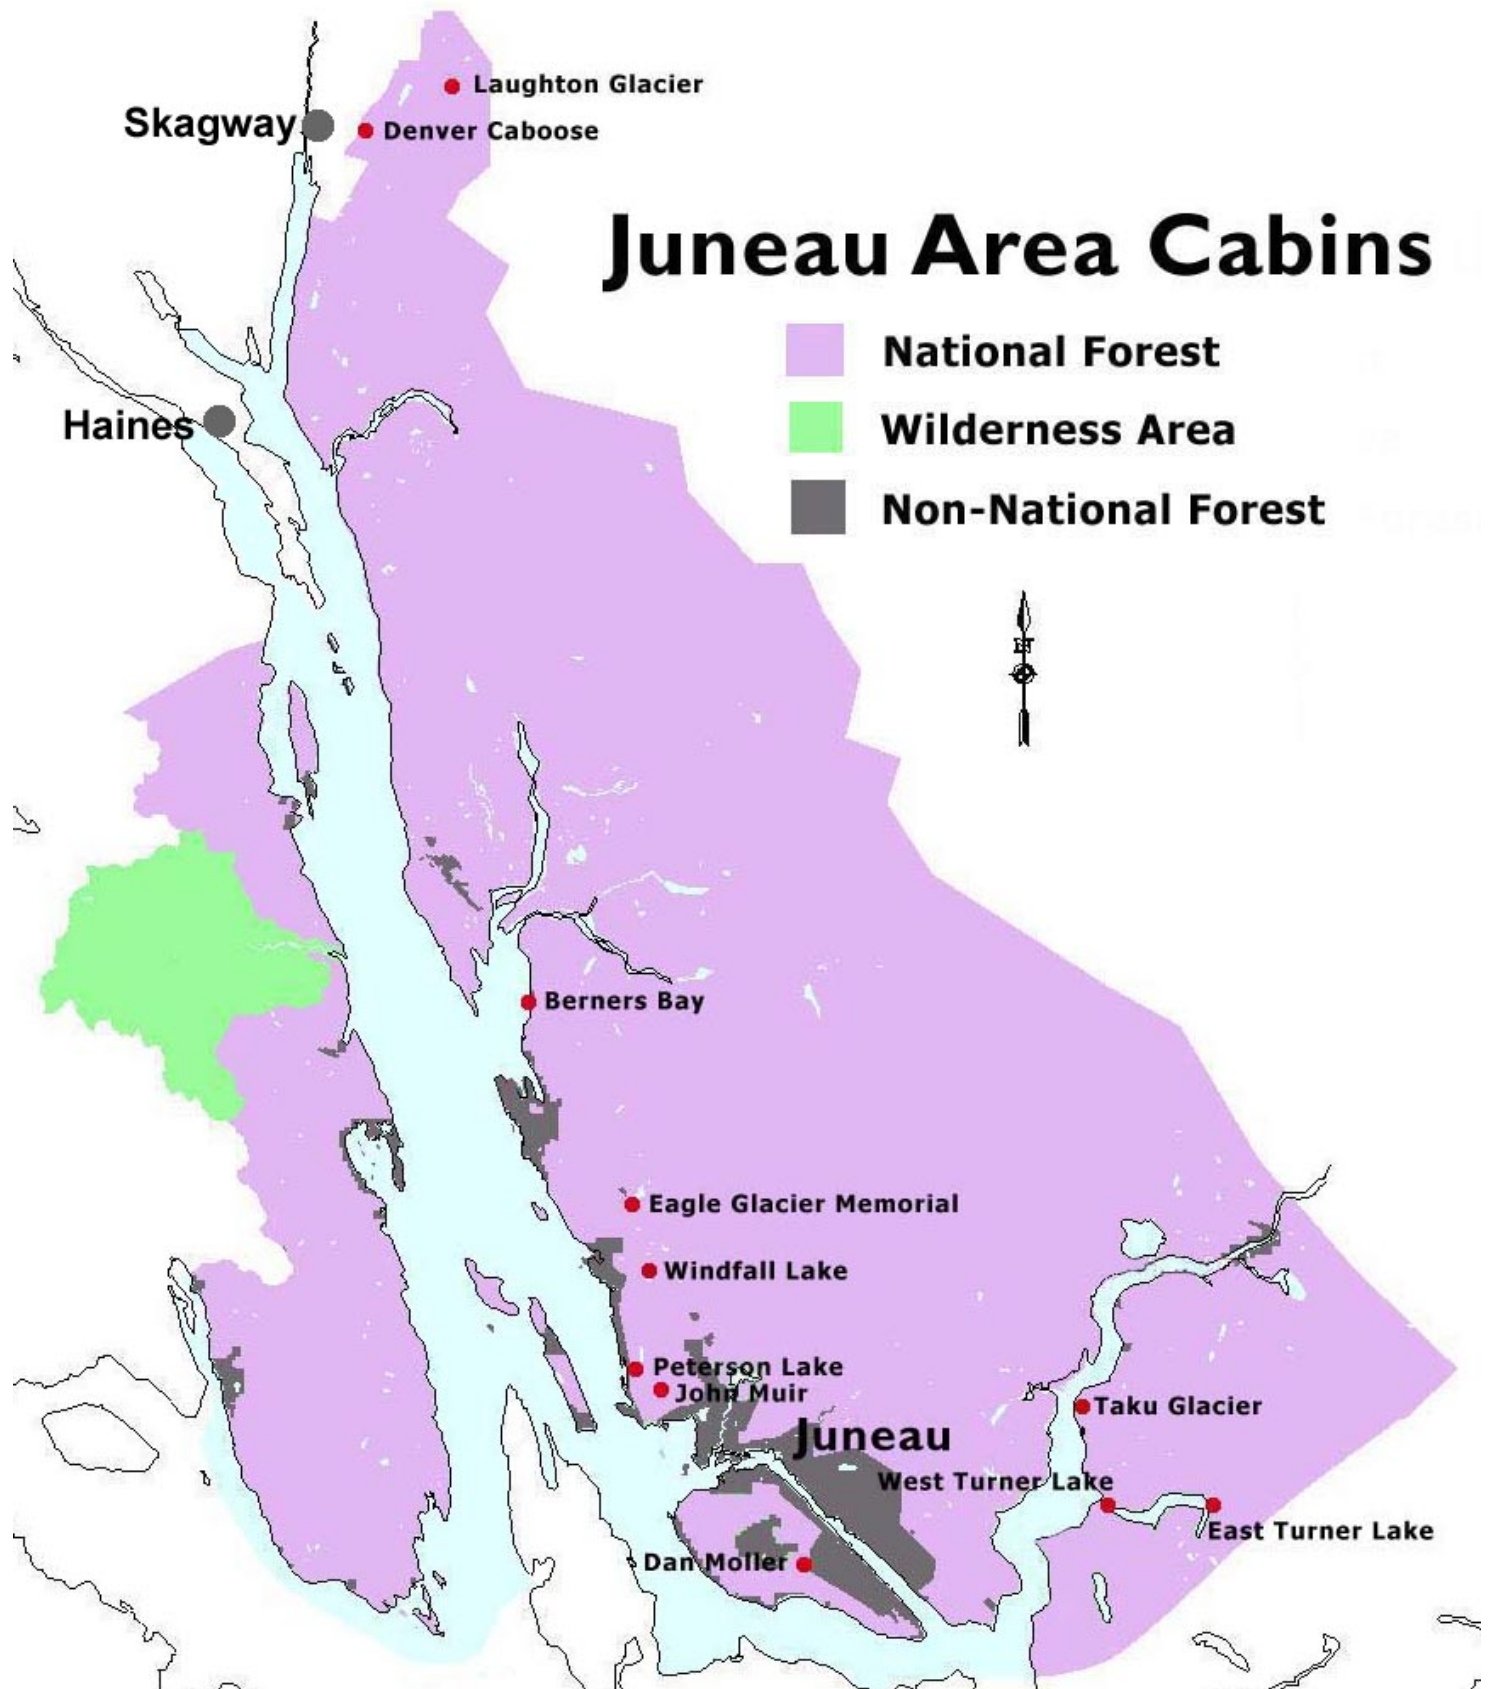 Laughton Glacier
Skagway
Denver Caboose
Juneau Area Cabins
National Forest
Haines
Wilderness Area
Non-National Forest
N
Berners Bay
Eagle Glacier Memorial
Windfall Lake
Peterson Lake
John Muir
Taku Glacier
Juneau
West Turner Lake
East Turner Lake
Dan Moller